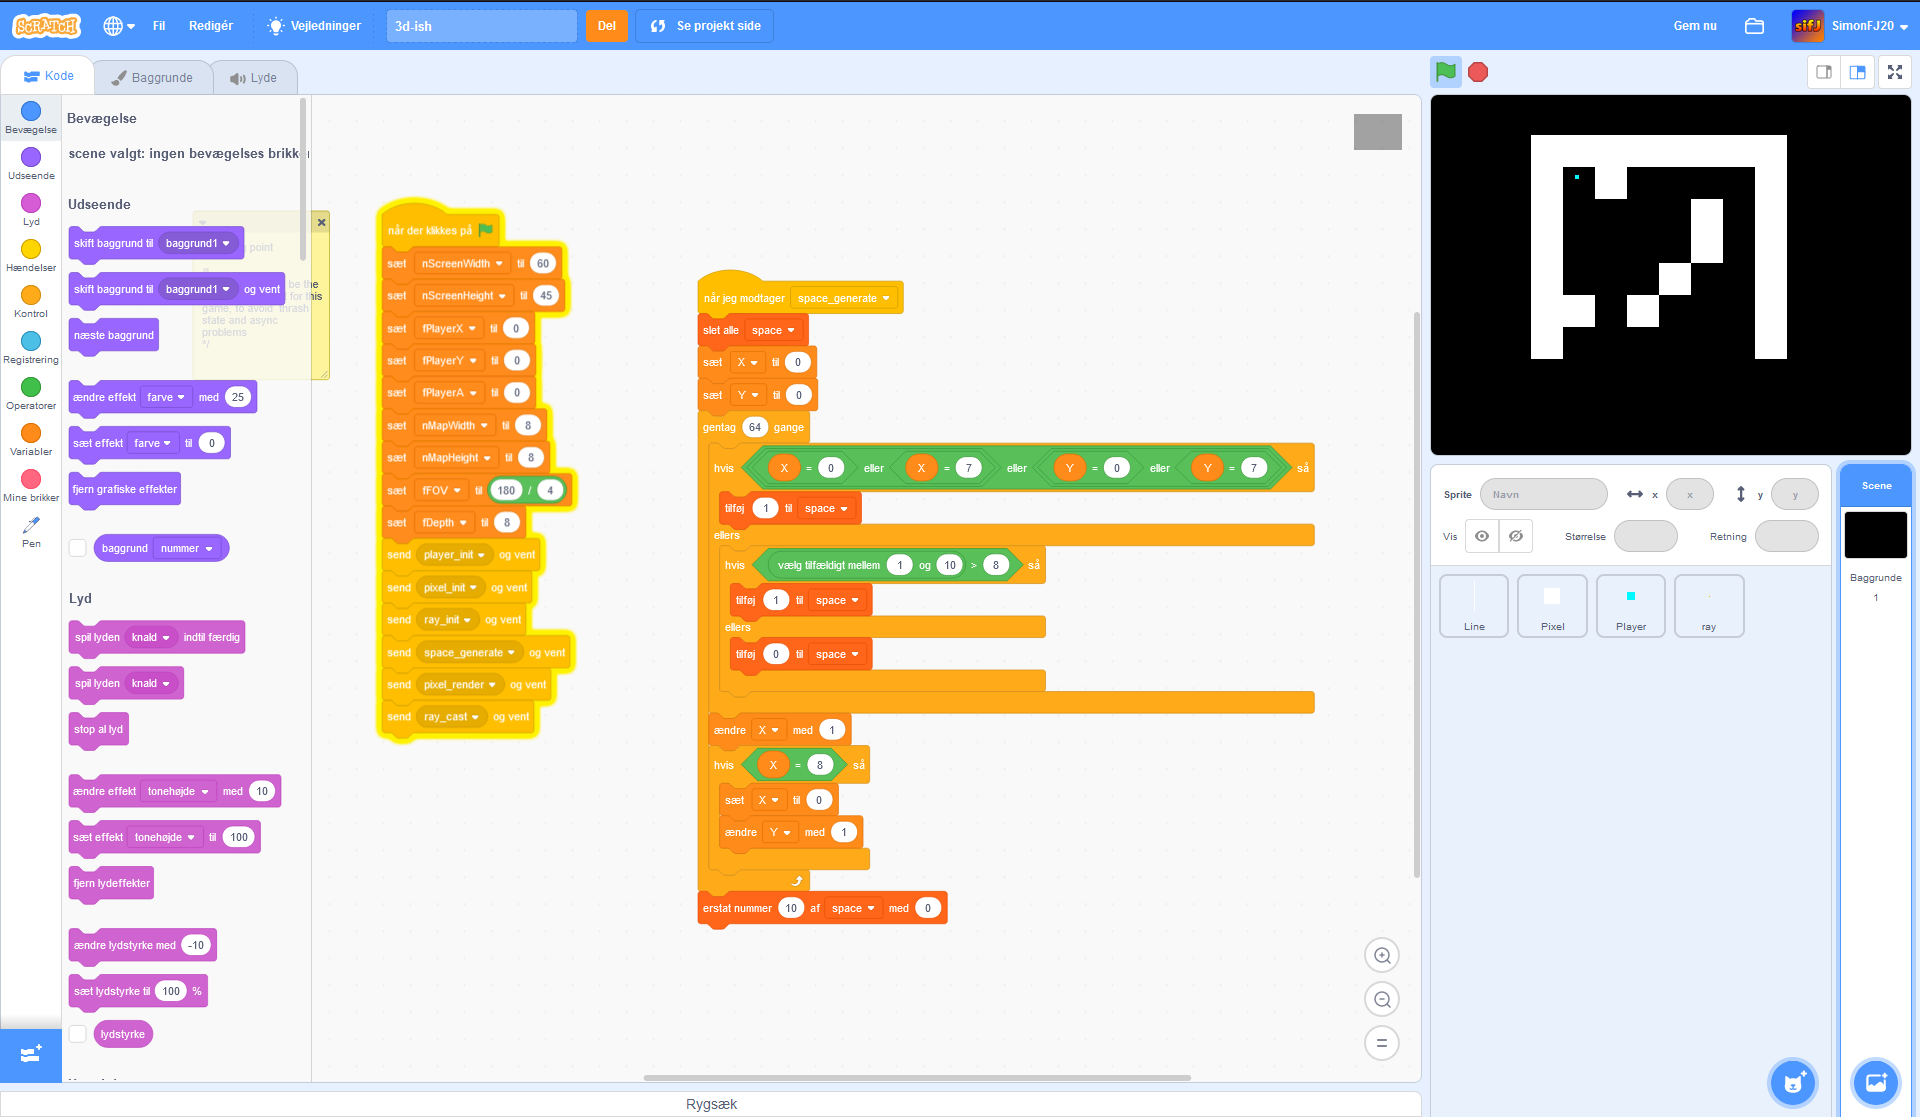 SCRATCH
Fil
Redigér
Vejledninger
3d-ish
Del
Se projekt side
Gem nu
sifJ
SimonFJ20
Kode
Baggrunde
Lyde
Bevægelse
Udseende
Lyd
Hændelser
Kontrol
Registrering
Operatorer
Variabler
Mine brikker
Pen
Bevægelse
scene valgt: ingen bevægelses brikke
Udseende
skift baggrund til baggrund1
skift baggrund til baggrund1 og vent
næste baggrund
ændre effekt farve med 25
sæt effekt farve til 0
fjern grafiske effekter
baggrund nummer
Lyd
spil lyden knald indtil færdig
spil lyden knald
stop al lyd
ændre effekt tonehøjde med 10
sæt effekt tonehøjde til 100
fjern lydeffekter
ændre lydstyrke med -10
sæt lydstyrke til 100 %
lydstyrke
point
be the
for this
game, to avoid thrash
state and async
problems
*/
når der klikkes på
sæt nScreenWidth til 60
sæt nScreenHeight til 45
sæt fPlayerX til 0
sæt fPlayerY til 0
sæt fPlayerA til 0
sæt nMapWidth til 8
sæt nMapHeight til 8
sæt fFOV til 180 / 4
sæt fDepth til 8
send player_init og vent
send pixel_init og vent
send ray_init og vent
send space_generate og vent
send pixel_render og vent
send ray_cast og vent
når jeg modtager space_generate
slet alle space
sæt X til 0
sæt Y til 0
gentag 64 gange
hvis X = 0 eller X = 7 eller Y = 0 eller Y = 7 så
tilføj 1 til space
ellers
hvis vælg tilfældigt mellem 1 og 10 > 8 så
tilføj 1 til space
ellers
tilføj 0 til space
ændre X med 1
hvis X = 8 så
sæt X til 0
ændre Y med 1
erstat nummer 10 af space med 0
Rygsæk
Sprite Navn x x y y
Vis Størrelse Retning
Line
Pixel
Player
ray
Scene
Baggrunde
1